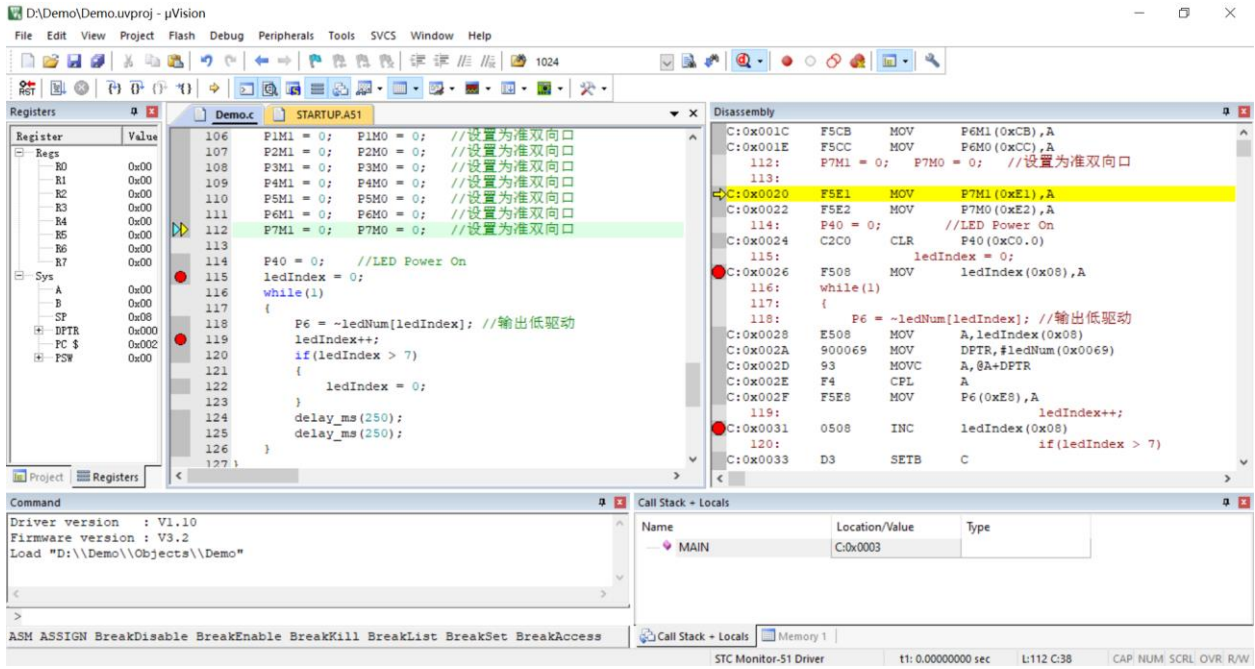 D:\Demo\Demo.uvproj - µVision
File Edit View Project Flash Debug Peripherals Tools SVCS Window Help
1024
RST
Registers
Register Value
Regs
R0 0x00
R1 0x00
R2 0x00
R3 0x00
R4 0x00
R5 0x00
R6 0x00
R7 0x00
Sys
A 0x00
B 0x00
SP 0x08
DPTR 0x000
PC $ 0x002
PSW 0x00
Project Registers
Demo.c STARTUP.A51
106 P1M1 = 0; P1M0 = 0; //设置为准双向口
107 P2M1 = 0; P2M0 = 0; //设置为准双向口
108 P3M1 = 0; P3M0 = 0; //设置为准双向口
109 P4M1 = 0; P4M0 = 0; //设置为准双向口
110 P5M1 = 0; P5M0 = 0; //设置为准双向口
111 P6M1 = 0; P6M0 = 0; //设置为准双向口
112 P7M1 = 0; P7M0 = 0; //设置为准双向口
113
114 P40 = 0; //LED Power On
115 ledIndex = 0;
116 while(1)
117 {
118 P6 = ~ledNum[ledIndex]; //输出低驱动
119 ledIndex++;
120 if(ledIndex > 7)
121 {
122 ledIndex = 0;
123 }
124 delay_ms(250);
125 delay_ms(250);
126 }
127 }
Disassembly
C:0x001C F5CB MOV P6M1(0xCB),A
C:0x001E F5CC MOV P6M0(0xCC),A
112: P7M1 = 0; P7M0 = 0; //设置为准双向口
113:
C:0x0020 F5E1 MOV P7M1(0xE1),A
C:0x0022 F5E2 MOV P7M0(0xE2),A
114: P40 = 0; //LED Power On
C:0x0024 C2C0 CLR P40(0xC0.0)
115: ledIndex = 0;
C:0x0026 F508 MOV ledIndex(0x08),A
116: while(1)
117: {
118: P6 = ~ledNum[ledIndex]; //输出低驱动
C:0x0028 E508 MOV A,ledIndex(0x08)
C:0x002A 900069 MOV DPTR,#ledNum(0x0069)
C:0x002D 93 MOVC A,@A+DPTR
C:0x002E F4 CPL A
C:0x002F F5E8 MOV P6(0xE8),A
119: ledIndex++;
C:0x0031 0508 INC ledIndex(0x08)
120: if(ledIndex > 7)
C:0x0033 D3 SETB C
Command
Driver version : V1.10
Firmware version : V3.2
Load "D:\\Demo\\Objects\\Demo"
>
ASM ASSIGN BreakDisable BreakEnable BreakKill BreakList BreakSet BreakAccess
Call Stack + Locals
Name Location/Value Type
MAIN C:0x0003
Call Stack + Locals Memory 1
STC Monitor-51 Driver t1: 0.00000000 sec L:112 C:38 CAP NUM SCRL OVR R/W